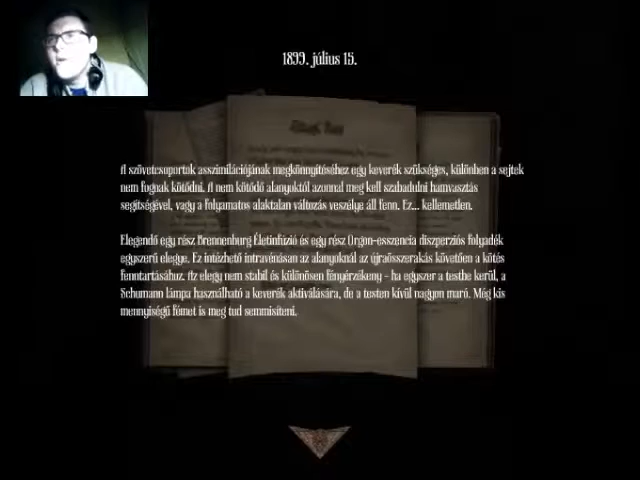 1899. július 15.
A szövetcsoportok asszimilációjának megkönnyítéséhez egy keverék szükséges, különben a sejtek
nem fognak kötődni. A nem kötődő alanyoktól azonnal meg kell szabadulni hamvasztás
segítségével, vagy a folyamatos alaktalan változás veszélye áll fenn. Ez... kellemetlen.
Elegendő egy rész Brennenburg Életinfúzió és egy rész Orgon-esszencia diszperziós folyadék
egyszerű elegye. Ez intézhető intravénásan az alanyoknál az újraösszerakás követően a kötés
fenntartásához. Az elegy nem stabil és különösen fényérzékeny - ha egyszer a testbe kerül, a
Schumann lámpa használható a keverék aktiválására, de a testen kívül nagyon maró. Még kis
mennyiségű fémet is meg tud semmisíteni.